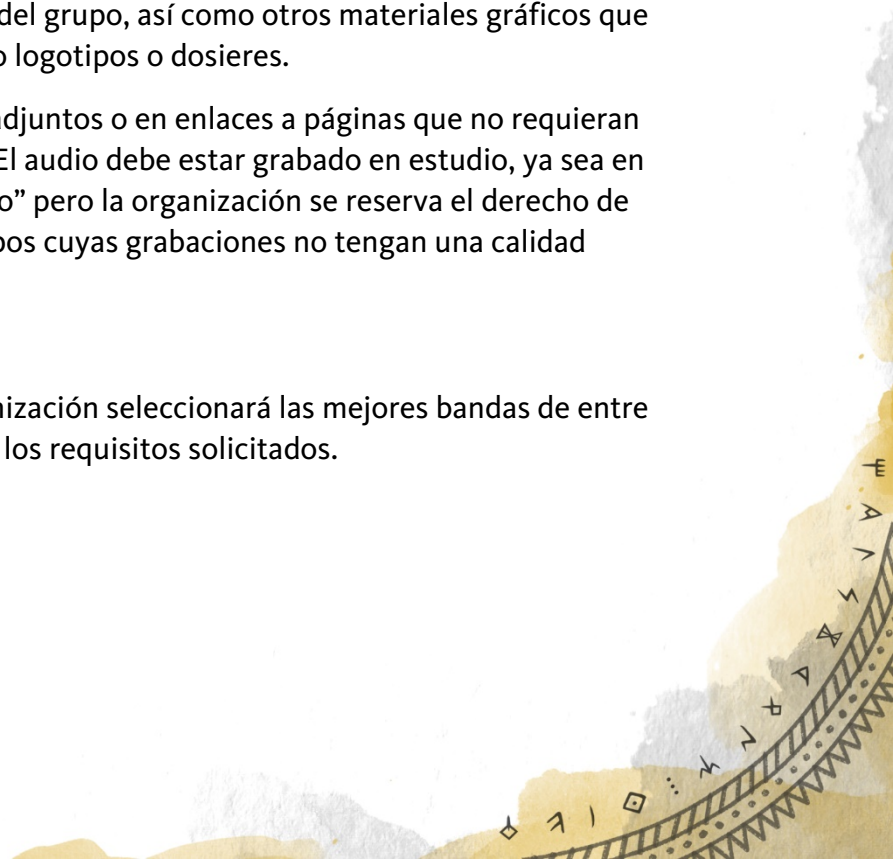 del grupo, así como otros materiales gráficos que
logotipos o dosieres.
adjuntos o en enlaces a páginas que no requieran
El audio debe estar grabado en estudio, ya sea en
pero la organización se reserva el derecho de
cuyas grabaciones no tengan una calidad
seleccionará las mejores bandas de entre
los requisitos solicitados.